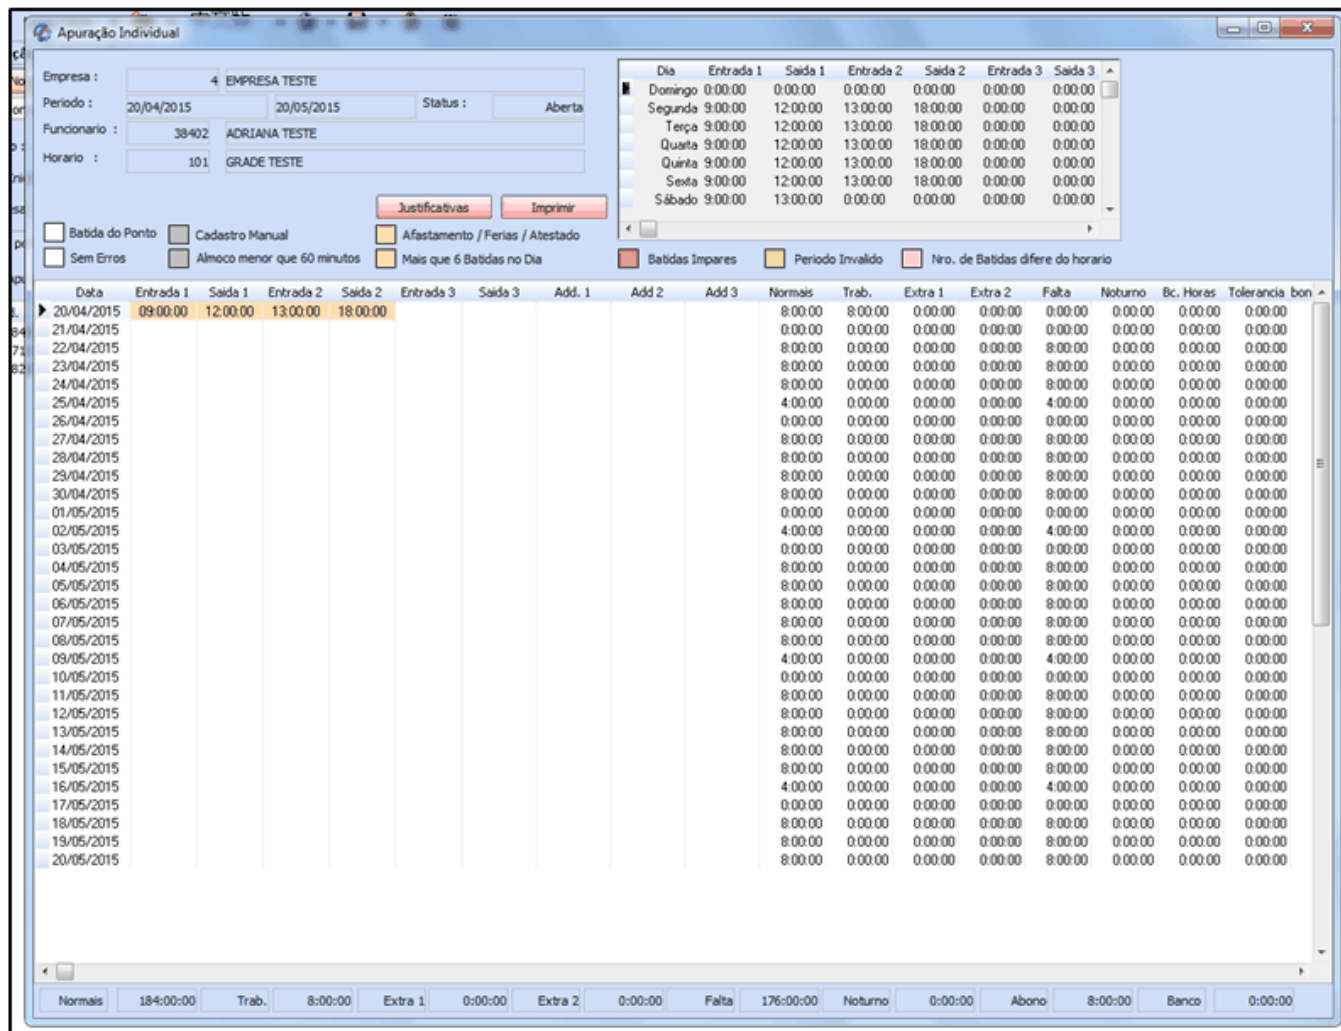 Apuração Individual
Empresa : 4 EMPRESA TESTE
Periodo : 20/04/2015 20/05/2015 Status : Aberta
Funcionario : 38402 ADRIANA TESTE
Horario : 101 GRADE TESTE
Justificativas Imprimir
Dia Entrada 1 Saida 1 Entrada 2 Saida 2 Entrada 3 Saida 3
Domingo 0:00:00 0:00:00 0:00:00 0:00:00 0:00:00 0:00:00
Segunda 9:00:00 12:00:00 13:00:00 18:00:00 0:00:00 0:00:00
Terça 9:00:00 12:00:00 13:00:00 18:00:00 0:00:00 0:00:00
Quarta 9:00:00 12:00:00 13:00:00 18:00:00 0:00:00 0:00:00
Quinta 9:00:00 12:00:00 13:00:00 18:00:00 0:00:00 0:00:00
Sexta 9:00:00 12:00:00 13:00:00 18:00:00 0:00:00 0:00:00
Sábado 9:00:00 13:00:00 0:00:00 0:00:00 0:00:00 0:00:00
Batida do Ponto Cadastro Manual Afastamento / Ferias / Atestado
Sem Erros Almoco menor que 60 minutos Mais que 6 Batidas no Dia Batidas Impares Periodo Invalido Nro. de Batidas difere do horario
Data Entrada 1 Saida 1 Entrada 2 Saida 2 Entrada 3 Saida 3 Add. 1 Add 2 Add 3 Normais Trab. Extra 1 Extra 2 Falta Noturno Bc. Horas Tolerancia bon
20/04/2015 09:00:00 12:00:00 13:00:00 18:00:00 8:00:00 8:00:00 0:00:00 0:00:00 0:00:00 0:00:00 0:00:00 0:00:00
21/04/2015 0:00:00 0:00:00 0:00:00 0:00:00 0:00:00 0:00:00 0:00:00 0:00:00
22/04/2015 8:00:00 0:00:00 0:00:00 0:00:00 8:00:00 0:00:00 0:00:00 0:00:00
23/04/2015 8:00:00 0:00:00 0:00:00 0:00:00 8:00:00 0:00:00 0:00:00 0:00:00
24/04/2015 8:00:00 0:00:00 0:00:00 0:00:00 8:00:00 0:00:00 0:00:00 0:00:00
25/04/2015 4:00:00 0:00:00 0:00:00 0:00:00 4:00:00 0:00:00 0:00:00 0:00:00
26/04/2015 0:00:00 0:00:00 0:00:00 0:00:00 0:00:00 0:00:00 0:00:00 0:00:00
27/04/2015 8:00:00 0:00:00 0:00:00 0:00:00 8:00:00 0:00:00 0:00:00 0:00:00
28/04/2015 8:00:00 0:00:00 0:00:00 0:00:00 8:00:00 0:00:00 0:00:00 0:00:00
29/04/2015 8:00:00 0:00:00 0:00:00 0:00:00 8:00:00 0:00:00 0:00:00 0:00:00
30/04/2015 8:00:00 0:00:00 0:00:00 0:00:00 8:00:00 0:00:00 0:00:00 0:00:00
01/05/2015 0:00:00 0:00:00 0:00:00 0:00:00 0:00:00 0:00:00 0:00:00 0:00:00
02/05/2015 4:00:00 0:00:00 0:00:00 0:00:00 4:00:00 0:00:00 0:00:00 0:00:00
03/05/2015 0:00:00 0:00:00 0:00:00 0:00:00 0:00:00 0:00:00 0:00:00 0:00:00
04/05/2015 8:00:00 0:00:00 0:00:00 0:00:00 8:00:00 0:00:00 0:00:00 0:00:00
05/05/2015 8:00:00 0:00:00 0:00:00 0:00:00 8:00:00 0:00:00 0:00:00 0:00:00
06/05/2015 8:00:00 0:00:00 0:00:00 0:00:00 8:00:00 0:00:00 0:00:00 0:00:00
07/05/2015 8:00:00 0:00:00 0:00:00 0:00:00 8:00:00 0:00:00 0:00:00 0:00:00
08/05/2015 8:00:00 0:00:00 0:00:00 0:00:00 8:00:00 0:00:00 0:00:00 0:00:00
09/05/2015 4:00:00 0:00:00 0:00:00 0:00:00 4:00:00 0:00:00 0:00:00 0:00:00
10/05/2015 0:00:00 0:00:00 0:00:00 0:00:00 0:00:00 0:00:00 0:00:00 0:00:00
11/05/2015 8:00:00 0:00:00 0:00:00 0:00:00 8:00:00 0:00:00 0:00:00 0:00:00
12/05/2015 8:00:00 0:00:00 0:00:00 0:00:00 8:00:00 0:00:00 0:00:00 0:00:00
13/05/2015 8:00:00 0:00:00 0:00:00 0:00:00 8:00:00 0:00:00 0:00:00 0:00:00
14/05/2015 8:00:00 0:00:00 0:00:00 0:00:00 8:00:00 0:00:00 0:00:00 0:00:00
15/05/2015 8:00:00 0:00:00 0:00:00 0:00:00 8:00:00 0:00:00 0:00:00 0:00:00
16/05/2015 4:00:00 0:00:00 0:00:00 0:00:00 4:00:00 0:00:00 0:00:00 0:00:00
17/05/2015 0:00:00 0:00:00 0:00:00 0:00:00 0:00:00 0:00:00 0:00:00 0:00:00
18/05/2015 8:00:00 0:00:00 0:00:00 0:00:00 8:00:00 0:00:00 0:00:00 0:00:00
19/05/2015 8:00:00 0:00:00 0:00:00 0:00:00 8:00:00 0:00:00 0:00:00 0:00:00
20/05/2015 8:00:00 0:00:00 0:00:00 0:00:00 8:00:00 0:00:00 0:00:00 0:00:00
Normais 184:00:00 Trab. 8:00:00 Extra 1 0:00:00 Extra 2 0:00:00 Falta 176:00:00 Noturno 0:00:00 Abono 8:00:00 Banco 0:00:00